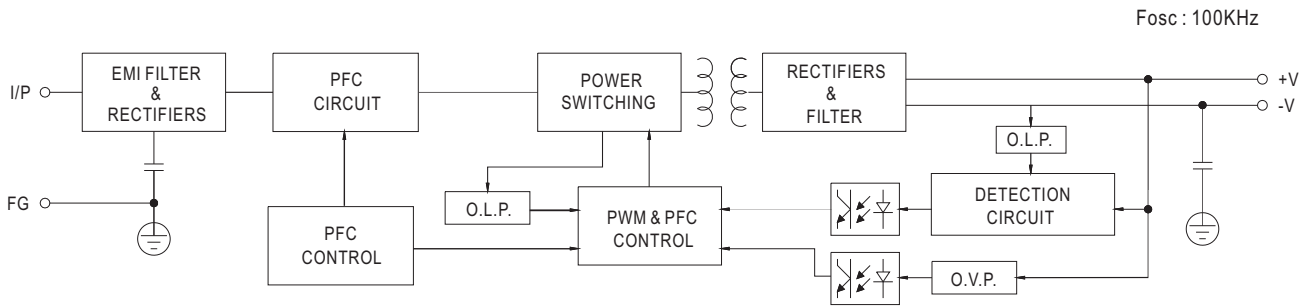 Fosc : 100KHz
I/P
EMI FILTER
&
RECTIFIERS
PFC
CIRCUIT
POWER
SWITCHING
RECTIFIERS
&
FILTER
+V
-V
O.L.P.
FG
O.L.P.
PFC
CONTROL
PWM & PFC
CONTROL
DETECTION
CIRCUIT
O.V.P.